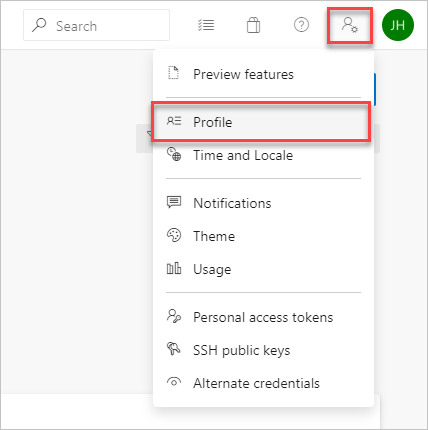 Search
JH
Preview features
Profile
Time and Locale
Notifications
Theme
Usage
Personal access tokens
SSH public keys
Alternate credentials